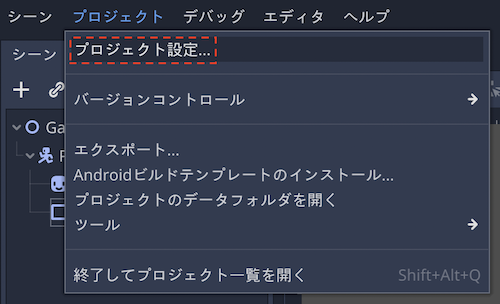 シーン プロジェクト デバッグ エディタ ヘルプ
シーン
プロジェクト設定...
バージョンコントロール
Ga
エクスポート...
Androidビルドテンプレートのインストール...
プロジェクトのデータフォルダを開く
ツール
終了してプロジェクト一覧を開く Shift+Alt+Q